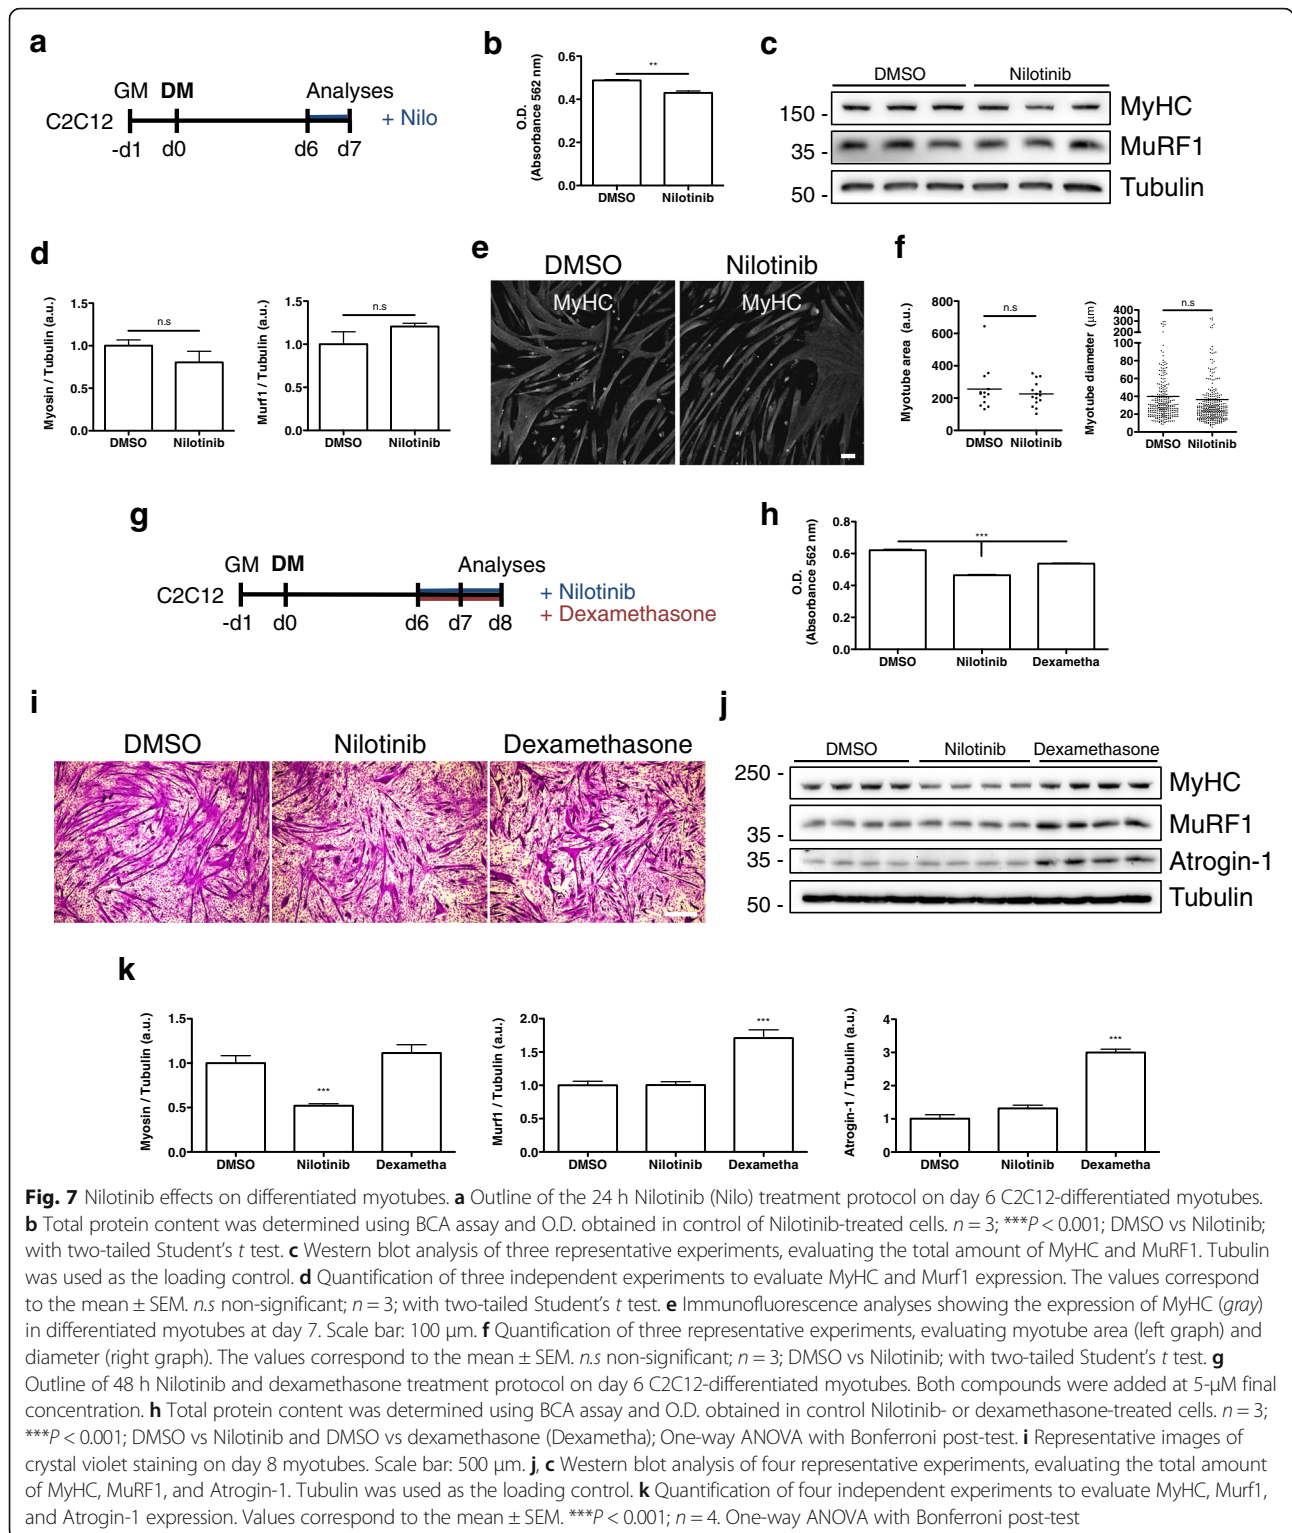 a
GM DM Analyses
C2C12 + Nilo
-d1 d0 d6 d7
b
O.D.
(Absorbance 562 nm)
0.6
0.4
0.2
0.0
**
DMSO Nilotinib
c
DMSO Nilotinib
150 - MyHC
35 - MuRF1
50 - Tubulin
d
Myosin / Tubulin (a.u.)
1.5
1.0
0.5
0.0
n.s
DMSO Nilotinib
Murf1 / Tubulin (a.u.)
1.5
1.0
0.5
0.0
n.s
DMSO Nilotinib
e
DMSO Nilotinib
MyHC MyHC
f
Myotube area (a.u.)
800
600
400
200
0
n.s
DMSO Nilotinib
Myotube diameter (µm)
400
300
200
100
80
60
40
20
0
n.s
DMSO Nilotinib
g
GM DM Analyses
C2C12 + Nilotinib
+ Dexamethasone
-d1 d0 d6 d7 d8
h
O.D.
(Absorbance 562 nm)
0.8
0.6
0.4
0.2
0.0
***
DMSO Nilotinib Dexametha
i
DMSO Nilotinib Dexamethasone
j
DMSO Nilotinib Dexamethasone
250 - MyHC
35 - MuRF1
35 - Atrogin-1
50 - Tubulin
k
Myosin / Tubulin (a.u.)
1.5
1.0
0.5
0.0
***
DMSO Nilotinib Dexametha
Murf1 / Tubulin (a.u.)
2.0
1.5
1.0
0.5
0.0
***
DMSO Nilotinib Dexametha
Atrogin-1 / Tubulin (a.u.)
4
3
2
1
0
***
DMSO Nilotinib Dexametha
Fig. 7 Nilotinib effects on differentiated myotubes. a Outline of the 24 h Nilotinib (Nilo) treatment protocol on day 6 C2C12-differentiated myotubes.
b Total protein content was determined using BCA assay and O.D. obtained in control of Nilotinib-treated cells. n = 3; ***P < 0.001; DMSO vs Nilotinib;
with two-tailed Student's t test. c Western blot analysis of three representative experiments, evaluating the total amount of MyHC and MuRF1. Tubulin
was used as the loading control. d Quantification of three independent experiments to evaluate MyHC and Murf1 expression. The values correspond
to the mean ± SEM. n.s non-significant; n = 3; with two-tailed Student's t test. e Immunofluorescence analyses showing the expression of MyHC (gray)
in differentiated myotubes at day 7. Scale bar: 100 µm. f Quantification of three representative experiments, evaluating myotube area (left graph) and
diameter (right graph). The values correspond to the mean ± SEM. n.s non-significant; n = 3; DMSO vs Nilotinib; with two-tailed Student's t test. g
Outline of 48 h Nilotinib and dexamethasone treatment protocol on day 6 C2C12-differentiated myotubes. Both compounds were added at 5-µM final
concentration. h Total protein content was determined using BCA assay and O.D. obtained in control Nilotinib- or dexamethasone-treated cells. n = 3;
***P < 0.001; DMSO vs Nilotinib and DMSO vs dexamethasone (Dexametha); One-way ANOVA with Bonferroni post-test. i Representative images of
crystal violet staining on day 8 myotubes. Scale bar: 500 µm. j, c Western blot analysis of four representative experiments, evaluating the total amount
of MyHC, MuRF1, and Atrogin-1. Tubulin was used as the loading control. k Quantification of four independent experiments to evaluate MyHC, Murf1,
and Atrogin-1 expression. Values correspond to the mean ± SEM. ***P < 0.001; n = 4. One-way ANOVA with Bonferroni post-test